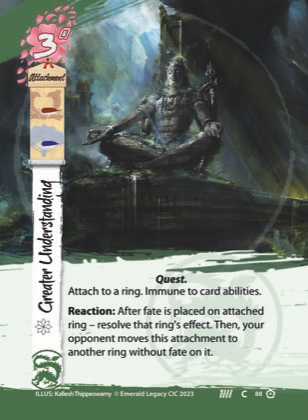 3
Attachment
Greater Understanding
Quest.
Attach to a ring. Immune to card abilities.
Reaction: After fate is placed on attached
ring – resolve that ring's effect. Then, your
opponent moves this attachment to
another ring without fate on it.
ILLUS: Kallesh Thippeswamy © Emerald Legacy CIC 2023
C 88